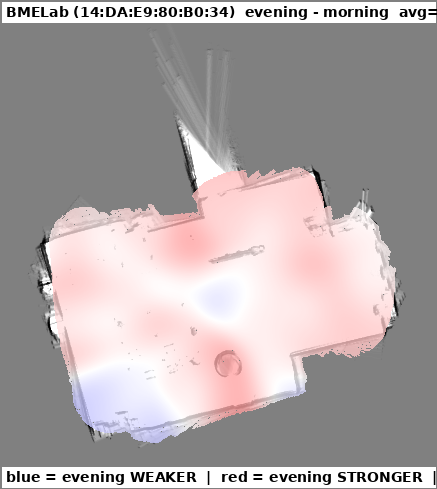 BMELab (14:DA:E9:80:B0:34)  evening - morning  avg=
blue = evening WEAKER  |  red = evening STRONGER  |